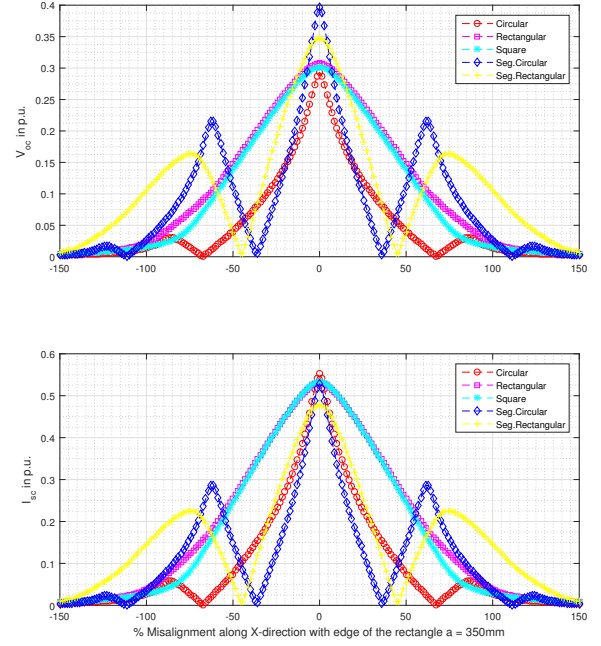 0.4
0.35
0.3
0.25
0.2
0.15
0.1
0.05
0
V_oc in p.u.
-150 -100 -50 0 50 100 150
Circular
Rectangular
Square
Seg.Circular
Seg.Rectangular
0.6
0.5
0.4
0.3
0.2
0.1
0
I_sc in p.u.
-150 -100 -50 0 50 100 150
Circular
Rectangular
Square
Seg.Circular
Seg.Rectangular
% Misalignment along X-direction with edge of the rectangle a = 350mm